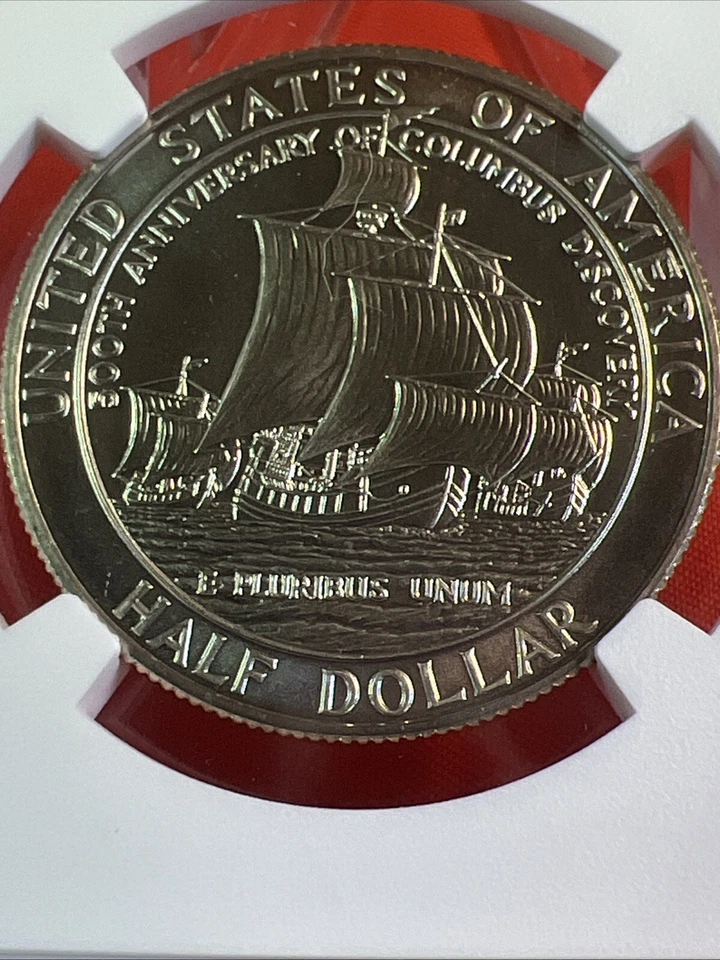 UNITED STATES OF AMERICA
500TH ANNIVERSARY OF COLUMBUS DISCOVERY
E PLURIBUS UNUM
HALF DOLLAR